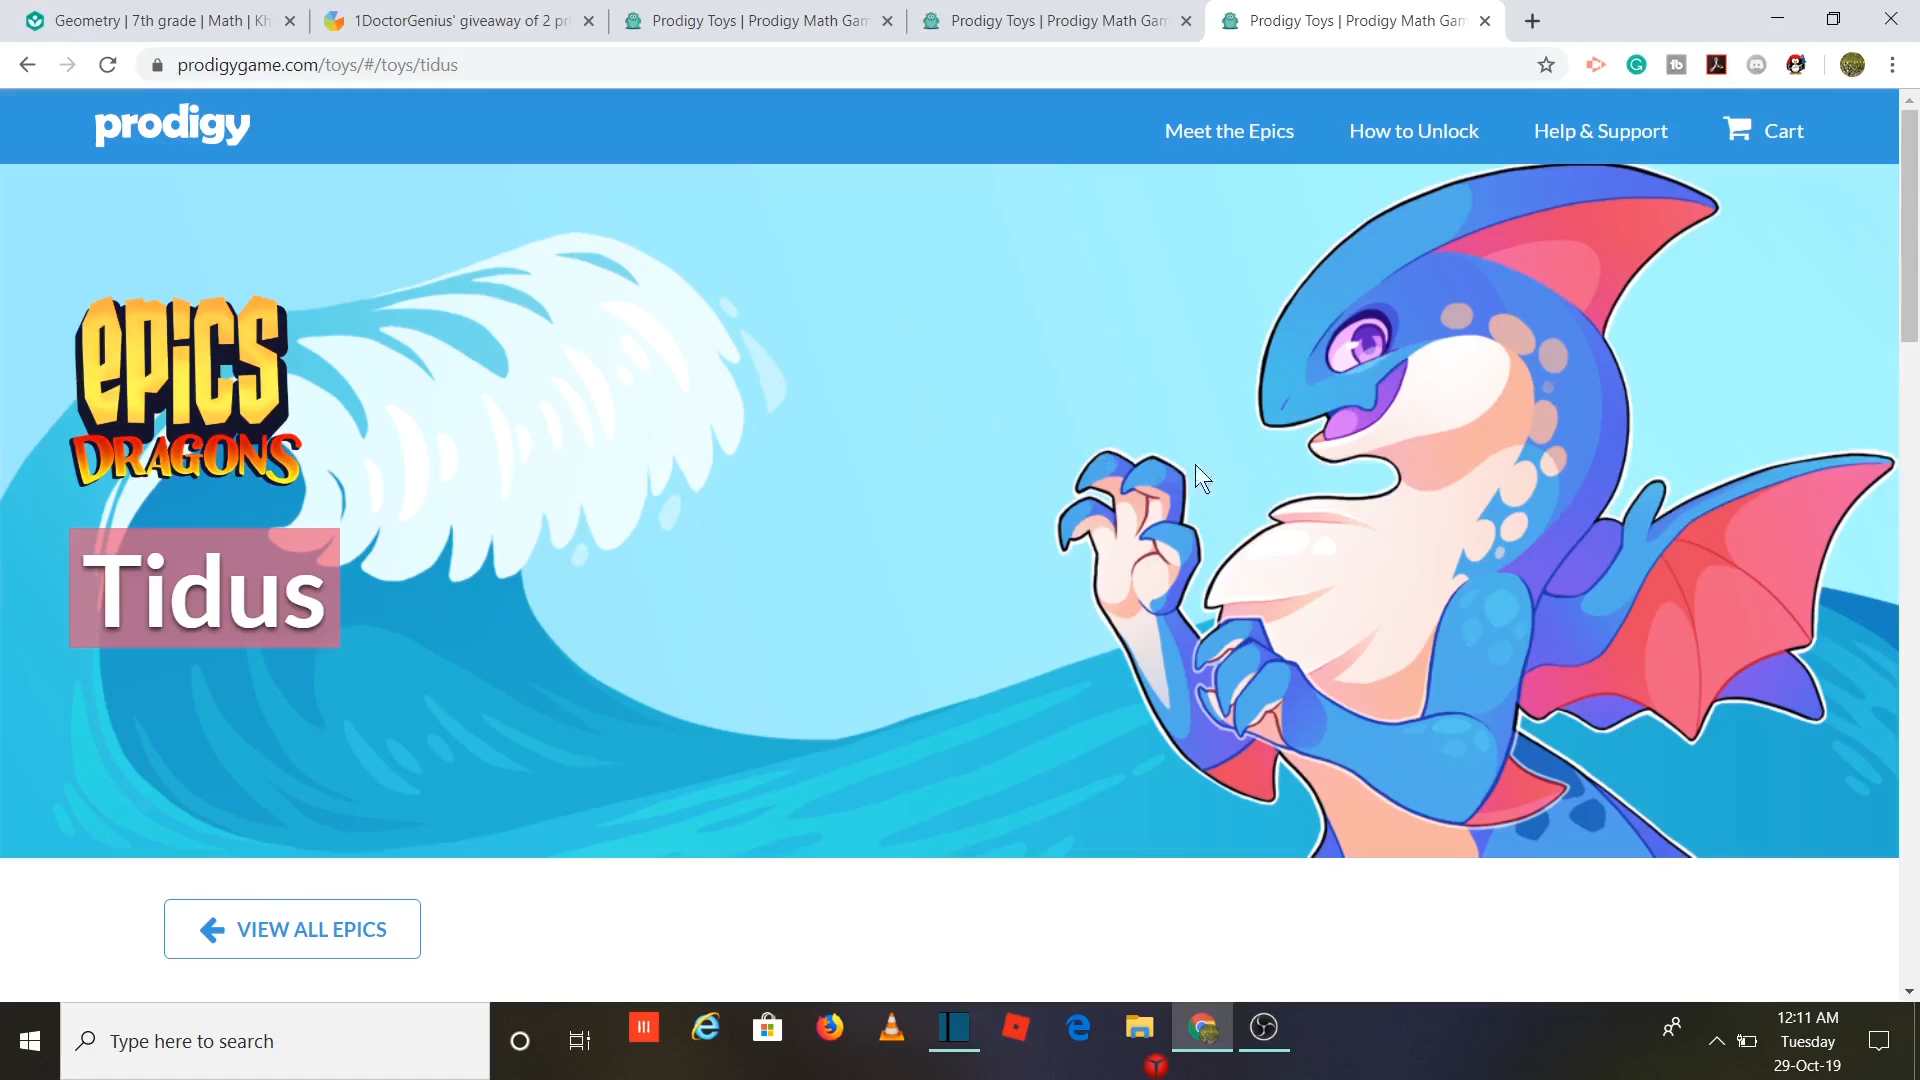 Geometry | 7th grade | Math | Kh
1DoctorGenius' giveaway of 2 pr
Prodigy Toys | Prodigy Math Gam
Prodigy Toys | Prodigy Math Gam
Prodigy Toys | Prodigy Math Gam
prodigygame.com/toys/#/toys/tidus
prodigy
Meet the Epics
How to Unlock
Help & Support
Cart
EPICS
DRAGONS
Tidus
VIEW ALL EPICS
Type here to search
12:11 AM
Tuesday
29-Oct-19